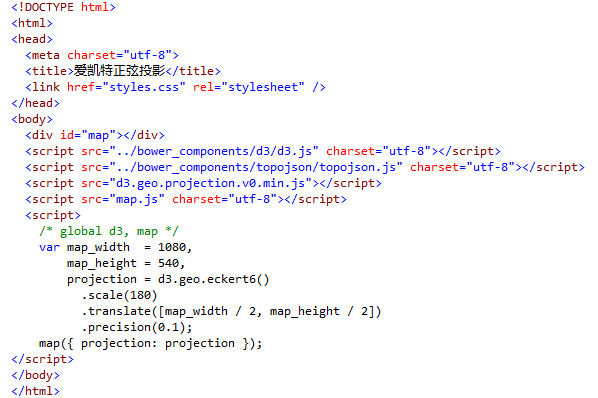 <!DOCTYPE html>
<html>
<head>
  <meta charset="utf-8">
  <title>爱凯特正弦投影</title>
  <link href="styles.css" rel="stylesheet" />
</head>
<body>
  <div id="map"></div>
  <script src="../bower_components/d3/d3.js" charset="utf-8"></script>
  <script src="../bower_components/topojson/topojson.js" charset="utf-8"></script>
  <script src="d3.geo.projection.v0.min.js"></script>
  <script src="map.js" charset="utf-8"></script>
  <script>
    /* global d3, map */
    var map_width  = 1080,
        map_height = 540,
        projection = d3.geo.eckert6()
          .scale(180)
          .translate([map_width / 2, map_height / 2])
          .precision(0.1);
    map({ projection: projection });
</script>
</body>
</html>